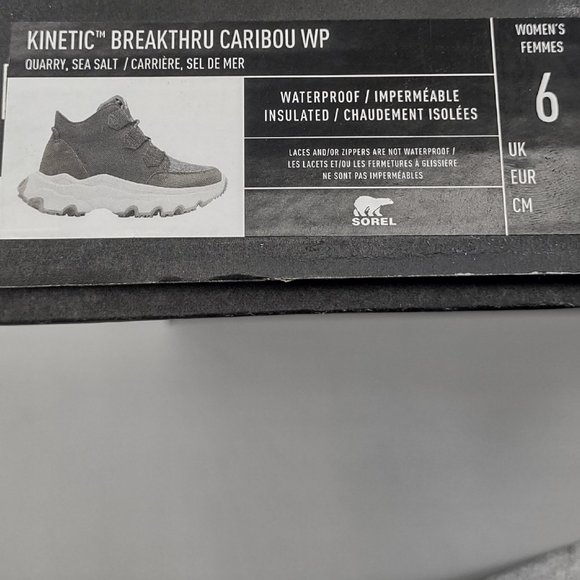 KINETIC™ BREAKTHRU CARIBOU WP
QUARRY, SEA SALT / CARRIÈRE, SEL DE MER
WATERPROOF / IMPERMÉABLE
INSULATED / CHAUDEMENT ISOLÉES
LACES AND/OR ZIPPERS ARE NOT WATERPROOF /
LES LACETS ET/OU LES FERMETURES À GLISSIÈRE
NE SONT PAS IMPERMÉABLES
SOREL
WOMEN'S
FEMMES
6
UK
EUR
CM